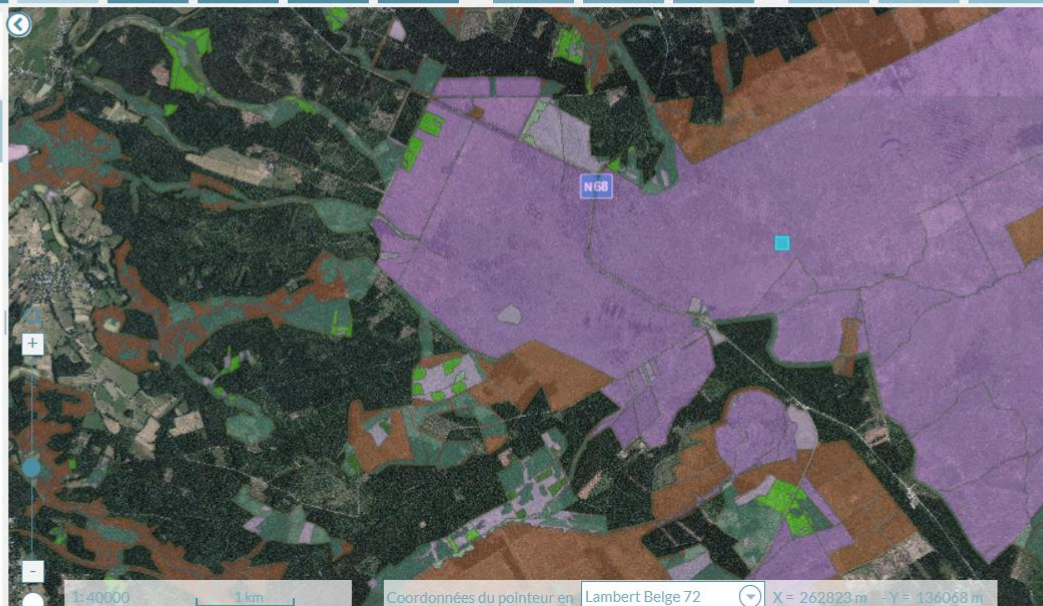 N68
+
-
1: 40000
1 km
Coordonnées du pointeur en
Lambert Belge 72
X = 262823 m - Y = 136068 m